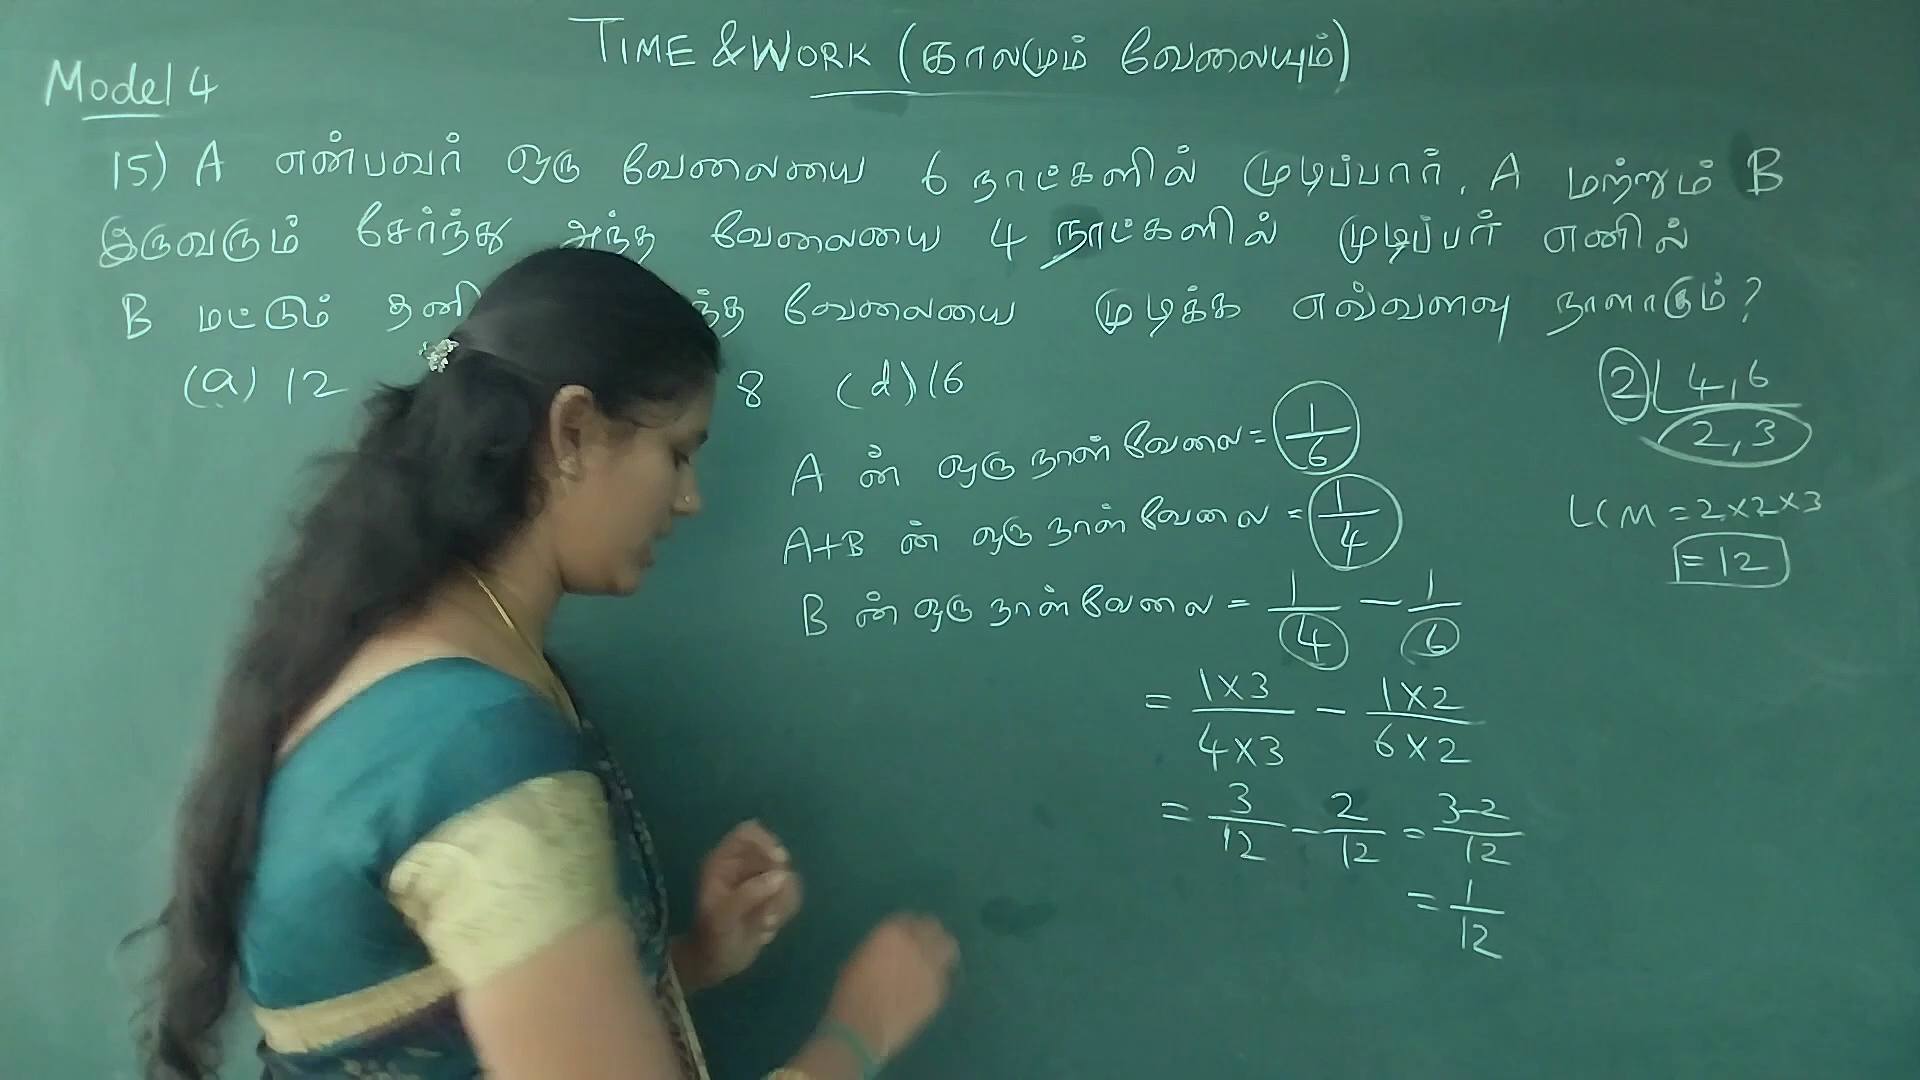 TIME & WORK (காலமும் வேலையும்)
Model 4
15) A என்பவர் ஒரு வேலையை 6 நாட்களில் முடிப்பார். A மற்றும் B
இருவரும் சேர்ந்து அந்த வேலையை 4 நாட்களில் முடிப்பர் எனில்
B மட்டும் வேலையை முடிக்க எவ்வளவு நாளாகும்?
(a) 12 8 (d) 16
2 | 4, 6
2, 3
LCM = 2×2×3
= 12
A ன் ஒரு நாள் வேலை = 1/6
A+B ன் ஒரு நாள் வேலை = 1/4
B ன் ஒரு நாள் வேலை = 1/4 - 1/6
= 1×3/4×3 - 1×2/6×2
= 3/12 - 2/12 = 3-2/12
= 1/12